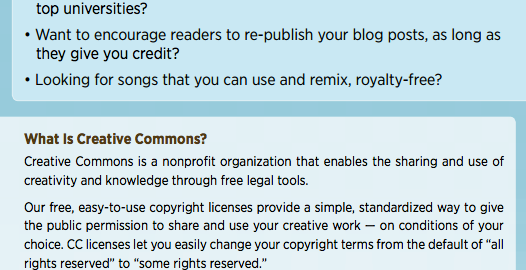 top universities?
• Want to encourage readers to re-publish your blog posts, as long as
they give you credit?
• Looking for songs that you can use and remix, royalty-free?
What Is Creative Commons?
Creative Commons is a nonprofit organization that enables the sharing and use of
creativity and knowledge through free legal tools.
Our free, easy-to-use copyright licenses provide a simple, standardized way to give
the public permission to share and use your creative work — on conditions of your
choice. CC licenses let you easily change your copyright terms from the default of “all
rights reserved” to “some rights reserved.”